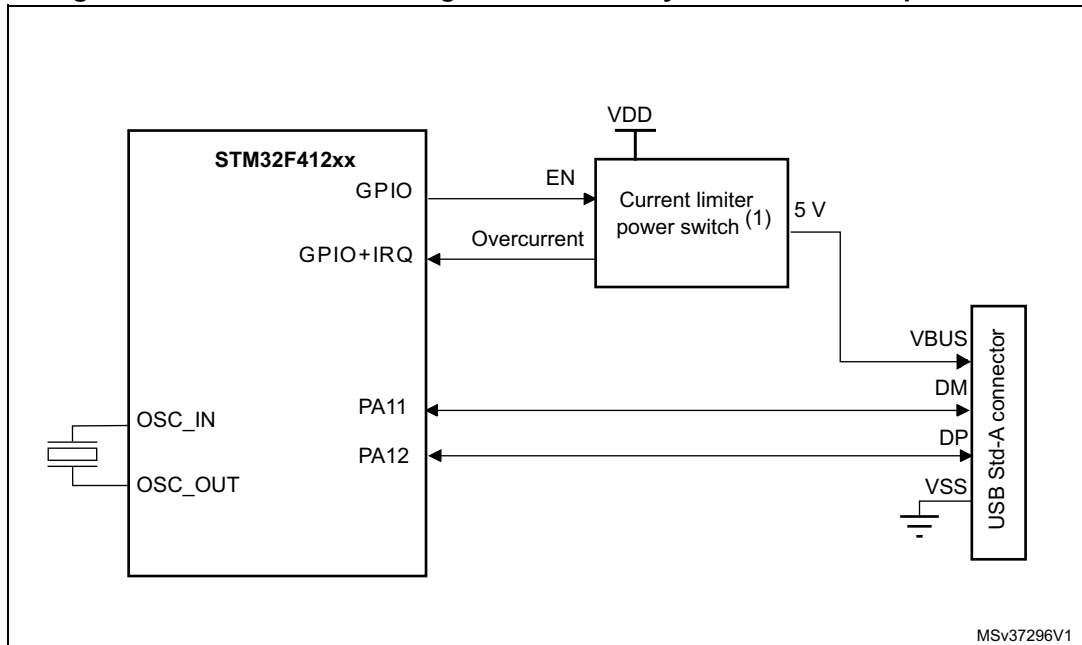 STM32F412xx
GPIO
GPIO+IRQ
EN
Overcurrent
VDD
Current limiter
power switch (1)
5 V
OSC_IN
OSC_OUT
PA11
PA12
VBUS
DM
DP
VSS
USB Std-A connector
MSv37296V1